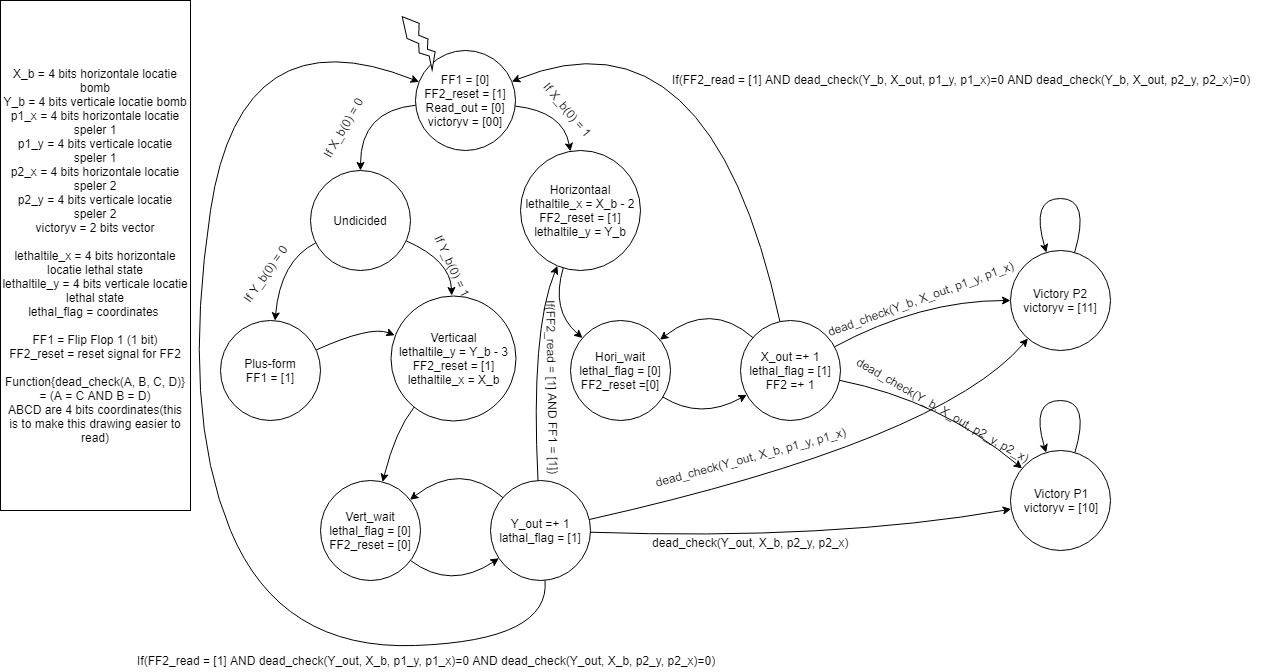 X_b = 4 bits horizontale locatie
bomb
Y_b = 4 bits verticale locatie bomb
p1_x = 4 bits horizontale locatie
speler 1
p1_y = 4 bits verticale locatie
speler 1
p2_x = 4 bits horizontale locatie
speler 2
p2_y = 4 bits verticale locatie
speler 2
victoryv = 2 bits vector
lethaltile_x = 4 bits horizontale
locatie lethal state
lethaltile_y = 4 bits verticale locatie
lethal state
lethal_flag = coordinates
FF1 = Flip Flop 1 (1 bit)
FF2_reset = reset signal for FF2
Function{dead_check(A, B, C, D)}
= (A = C AND B = D)
ABCD are 4 bits coordinates(this
is to make this drawing easier to
read)
FF1 = [0]
FF2_reset = [1]
Read_out = [0]
victoryv = [00]
If(FF2_read = [1] AND dead_check(Y_b, X_out, p1_y, p1_x)=0 AND dead_check(Y_b, X_out, p2_y, p2_x)=0)
If X_b(0) = 0
If X_b(0) = 1
Undicided
Horizontaal
lethaltile_x = X_b - 2
FF2_reset = [1]
lethaltile_y = Y_b
If Y_b(0) = 0
If Y_b(0) = 1
Plus-form
FF1 = [1]
Verticaal
lethaltile_y = Y_b - 3
FF2_reset = [1]
lethaltile_x = X_b
If(FF2_read = [1] AND FF1 = [1])
Hori_wait
lethal_flag = [0]
FF2_reset =[0]
X_out =+ 1
lethal_flag = [1]
FF2 =+ 1
dead_check(Y_b, X_out, p1_y, p1_x)
Victory P2
victoryv = [11]
dead_check(Y_b, X_out, p2_y, p2_x)
dead_check(Y_out, X_b, p1_y, p1_x)
Vert_wait
lethal_flag = [0]
FF2_reset = [0]
Y_out =+ 1
lathal_flag = [1]
dead_check(Y_out, X_b, p2_y, p2_x)
Victory P1
victoryv = [10]
If(FF2_read = [1] AND dead_check(Y_out, X_b, p1_y, p1_x)=0 AND dead_check(Y_out, X_b, p2_y, p2_x)=0)